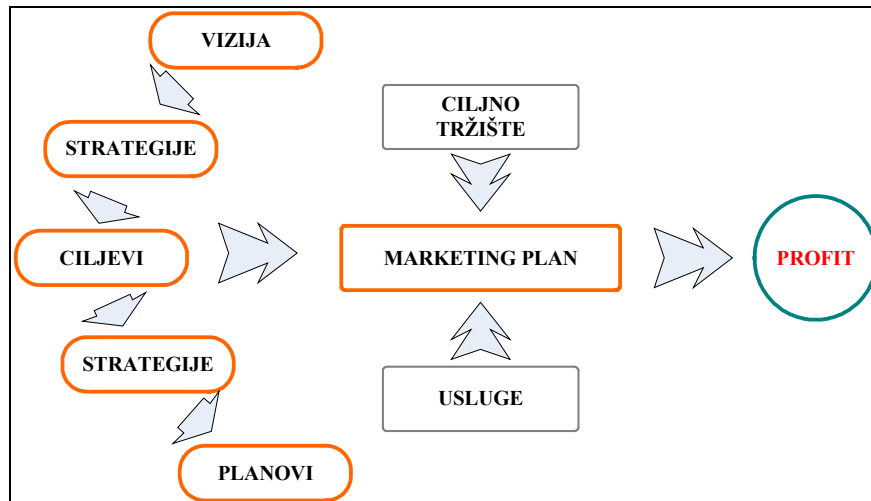 VIZIJA
STRATEGIJE
CILJEVI
STRATEGIJE
PLANOVI
CILJNO
TRŽIŠTE
MARKETING PLAN
USLUGE
PROFIT